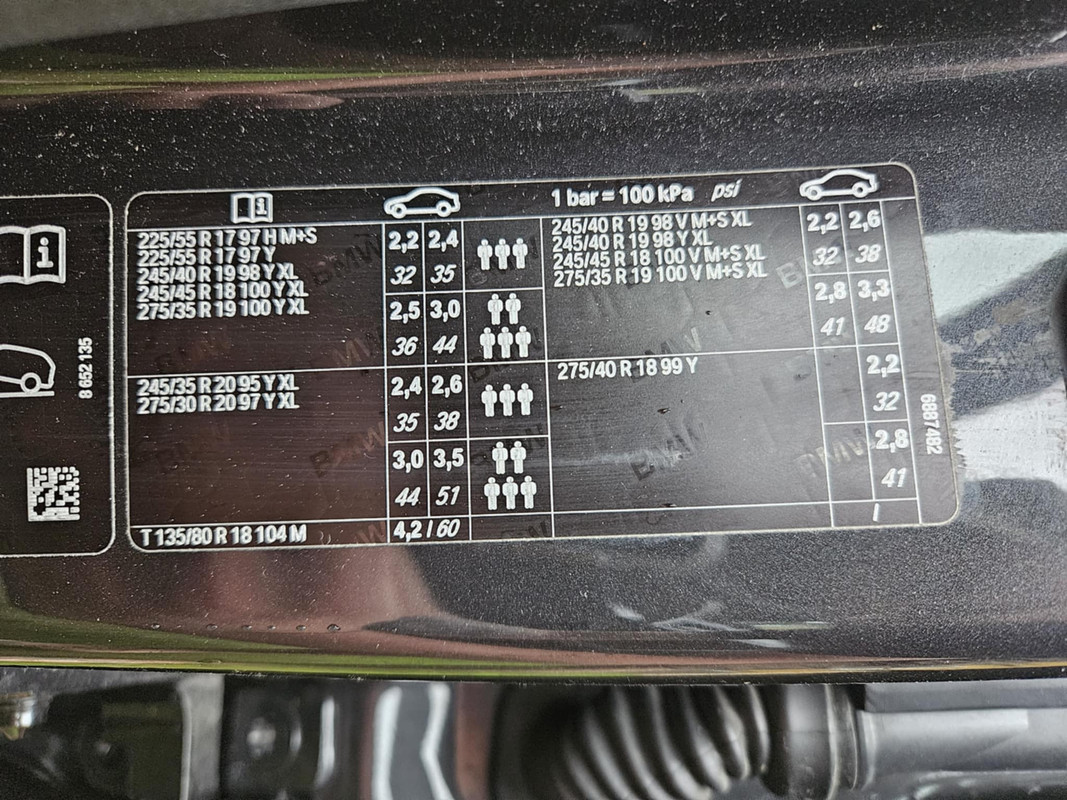 8 652 135
1 bar = 100 kPa psi
225/55 R 17 97 H M+S
225/55 R 17 97 Y
245/40 R 19 98 Y XL
245/45 R 18 100 Y XL
275/35 R 19 100 Y XL
2,2 2,4
32 35
2,5 3,0
36 44
245/40 R 19 98 V M+S XL
245/40 R 19 98 Y XL
245/45 R 18 100 V M+S XL
275/35 R 19 100 V M+S XL
2,2 2,6
32 38
2,8 3,3
41 48
245/35 R 20 95 Y XL
275/30 R 20 97 Y XL
2,4 2,6
35 38
3,0 3,5
44 51
275/40 R 18 99 Y
2,2
32
2,8
41
T 135/80 R 18 104 M
4,2 / 60
/
6887482
BMW
BMW
BMW
BMW
BMW
BMW